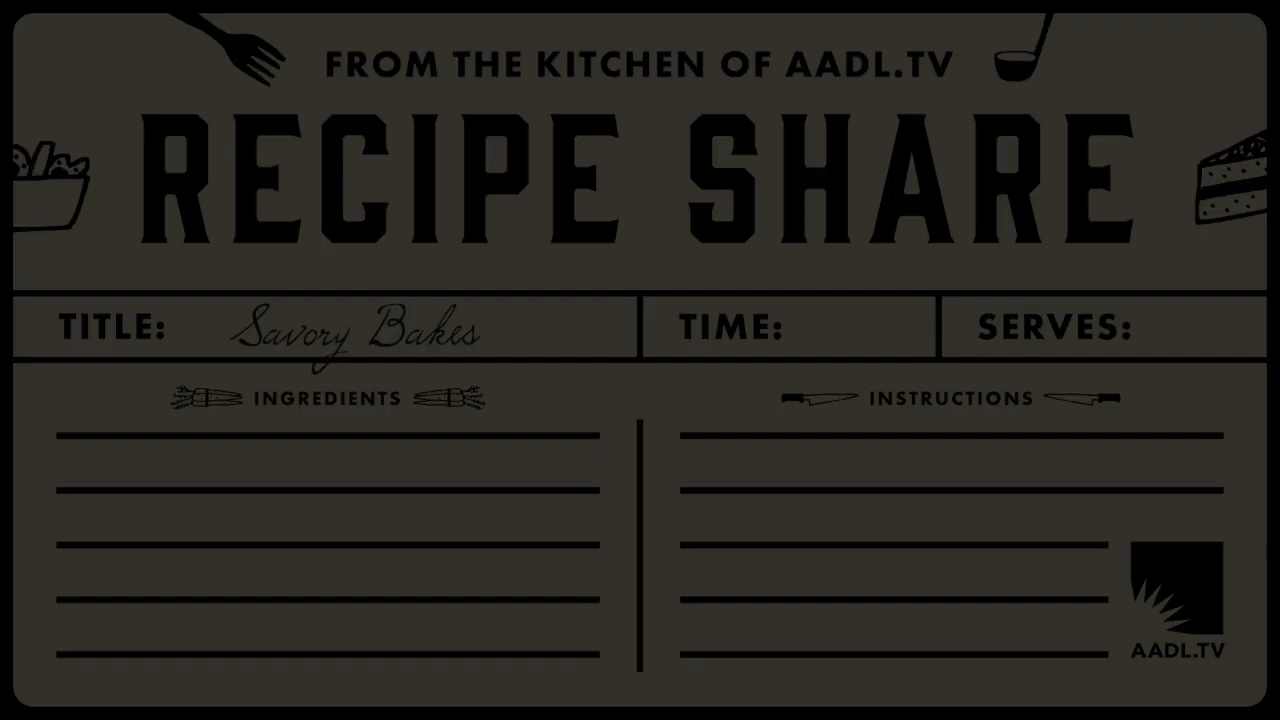 FROM THE KITCHEN OF AADL.TV
RECIPE SHARE
TITLE: Savory Bakes
TIME:
SERVES:
INGREDIENTS
INSTRUCTIONS
AADL.TV